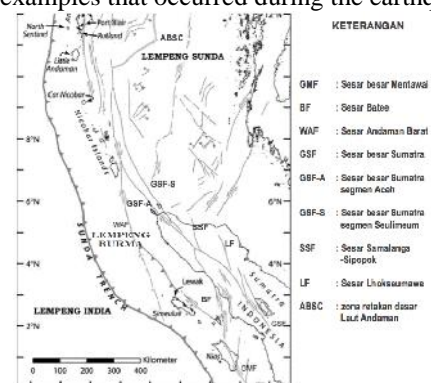 examples that occurred during the earthq
North
Sentinel
Port Blair
Rutland
Little
Andaman
Car Nicobar
Nicobar Islands
ABSC
LEMPENG SUNDA
8°N
6°N
4°N
2°N
GSF-S
GSF-A
WAF
LEMPENG
BURMA
SSF
LF
SUNDA TRENCH
LEMPENG INDIA
Lewak
BF
Simeulue
Sumatra
INDONESIA
GSF
Nias
GMF
0 100 200 300 400 Kilometer
KETERANGAN
GMF : Sesar besar Mentawai
BF : Sesar Batee
WAF : Sesar Andaman Barat
GSF : Sesar besar Sumatra
GSF-A : Sesar besar Sumatra
segmen Aceh
GSF-S : Sesar besar Sumatra
segmen Seulimeum
SSF : Sesar Samalanga
-Sipopok
LF : Sesar Lhokseumawe
ABSC : zona retakan dasar
Laut Andaman